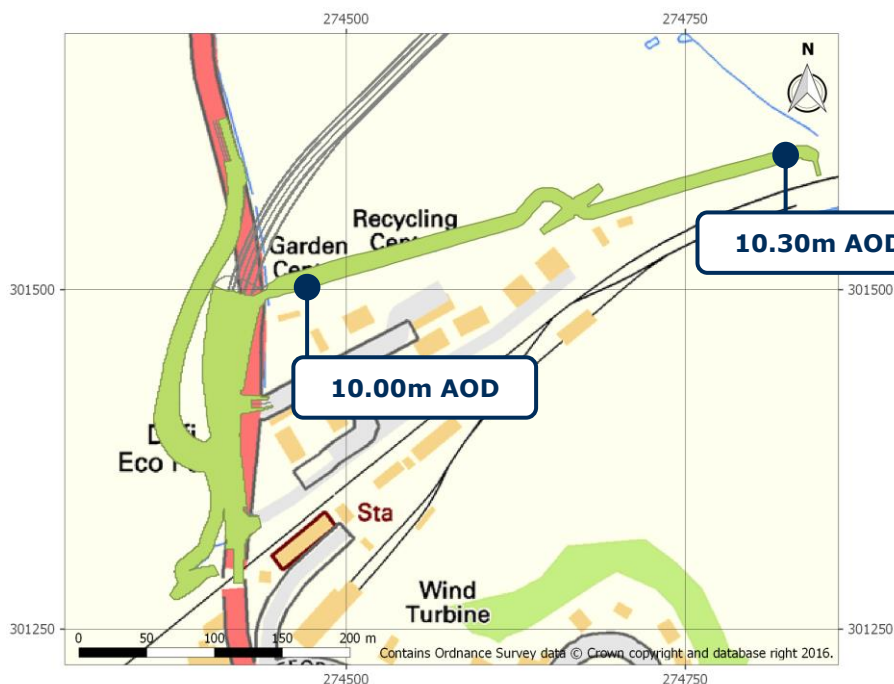 274500
274750
N
Recycling
Garden
301500
301500
10.30m AOD
10.00m AOD
Eco
Sta
Wind
Turbine
301250
301250
0 50 100 150 200 m
Contains Ordnance Survey data © Crown copyright and database right 2016.
274500
274750